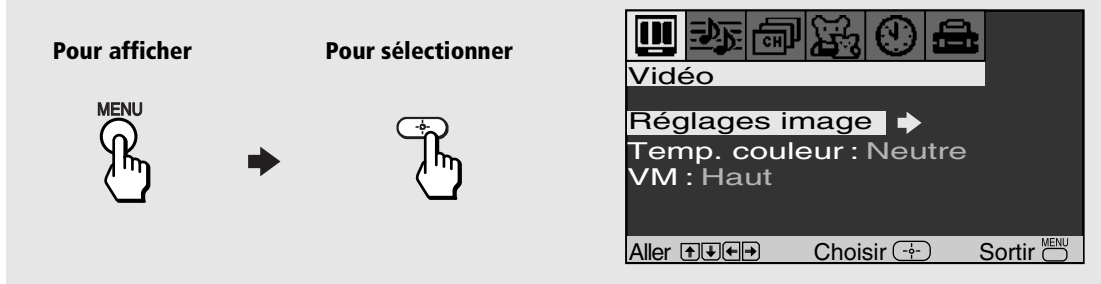 Pour afficher
Pour sélectionner
MENU
CH
Vidéo
Réglages image
Temp. couleur : Neutre
VM : Haut
Aller Choisir Sortir MENU